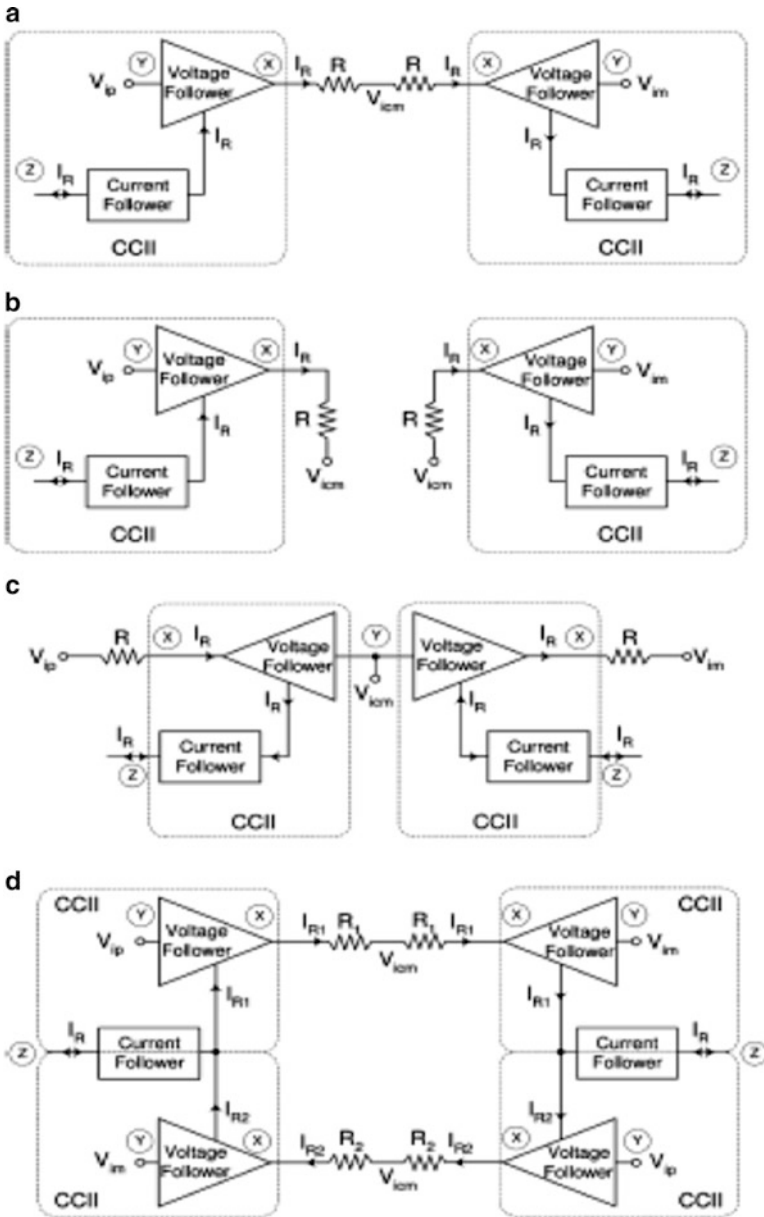 a
Y Voltage Follower X I_R R R I_R X Voltage Follower Y
V_ip V_icm V_im
Z I_R Current Follower I_R I_R Current Follower I_R Z
CCII CCII
b
Y Voltage Follower X I_R I_R X Voltage Follower Y
V_ip R R V_im
Z I_R Current Follower I_R V_icm V_icm I_R Current Follower I_R Z
CCII CCII
c
V_ip R X I_R Voltage Follower Y Voltage Follower I_R X R V_im
V_icm
I_R Z Current Follower I_R I_R Current Follower I_R Z
CCII CCII
d
CCII Y Voltage Follower X I_R1 R_1 R_1 I_R1 X Voltage Follower Y CCII
V_ip V_icm V_im
I_R1 I_R1
Z I_R Current Follower Current Follower I_R Z
I_R2 I_R2
Y Voltage Follower X I_R2 R_2 R_2 I_R2 X Voltage Follower Y
V_im V_icm V_ip
CCII CCII